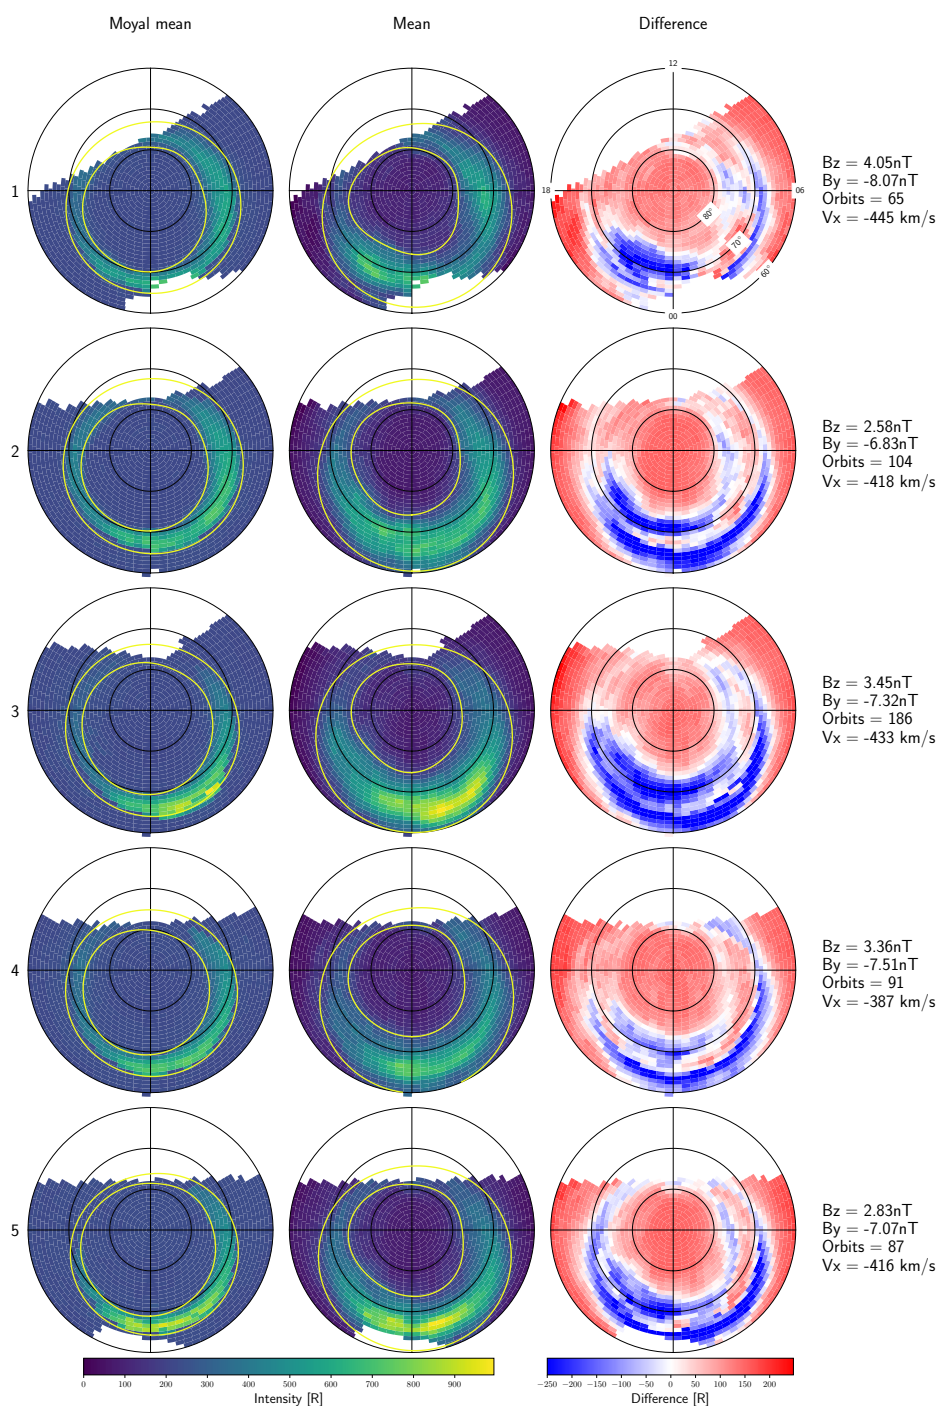 Moyal mean
Mean
Difference
1
12
18
06
00
80°
70°
60°
Bz = 4.05nT
By = -8.07nT
Orbits = 65
Vx = -445 km/s
2
Bz = 2.58nT
By = -6.83nT
Orbits = 104
Vx = -418 km/s
3
Bz = 3.45nT
By = -7.32nT
Orbits = 186
Vx = -433 km/s
4
Bz = 3.36nT
By = -7.51nT
Orbits = 91
Vx = -387 km/s
5
Bz = 2.83nT
By = -7.07nT
Orbits = 87
Vx = -416 km/s
0 100 200 300 400 500 600 700 800 900
Intensity [R]
−250 −200 −150 −100 −50 0 50 100 150 200
Difference [R]